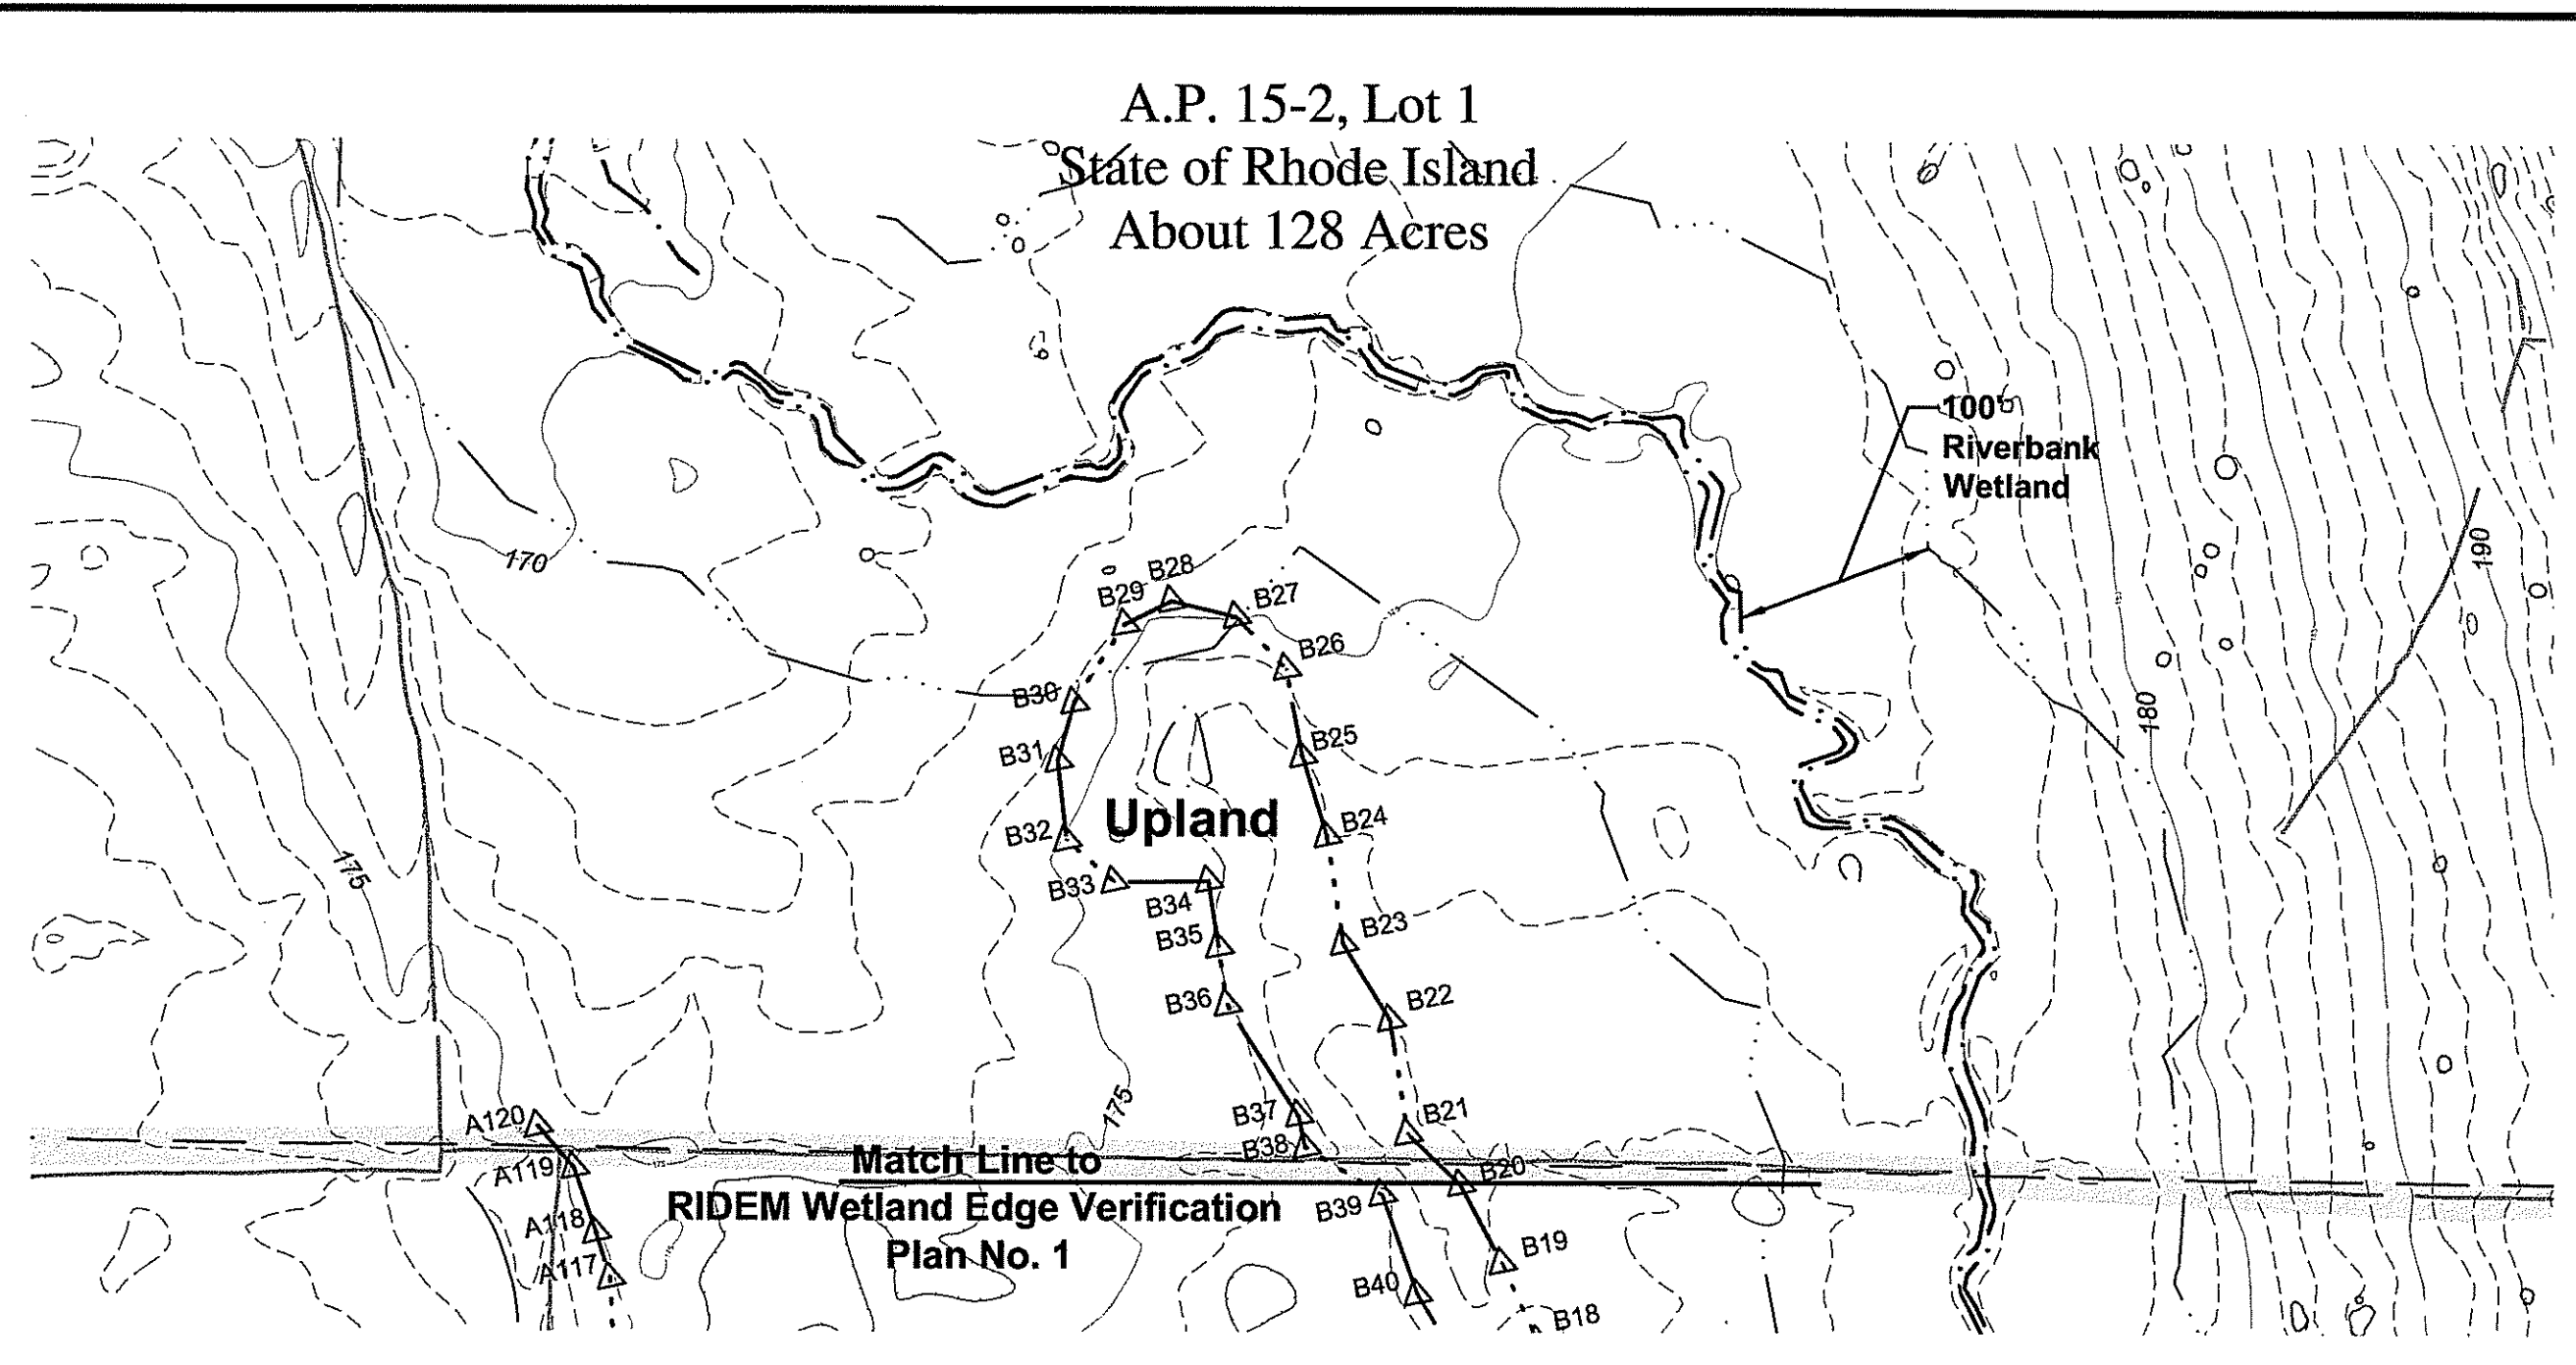 A.P. 15-2, Lot 1
State of Rhode Island
About 128 Acres
100'
Riverbank
Wetland
170
190
B28
B29
B27
B26
B30
B25
B31
180
B24
Upland
B32
175
B33
B34
B23
B35
B36
B22
175
B37
B21
A120
B38
Match Line to
B20
A119
RIDEM Wetland Edge Verification
B39
A118
B19
Plan No. 1
A117
B40
B18